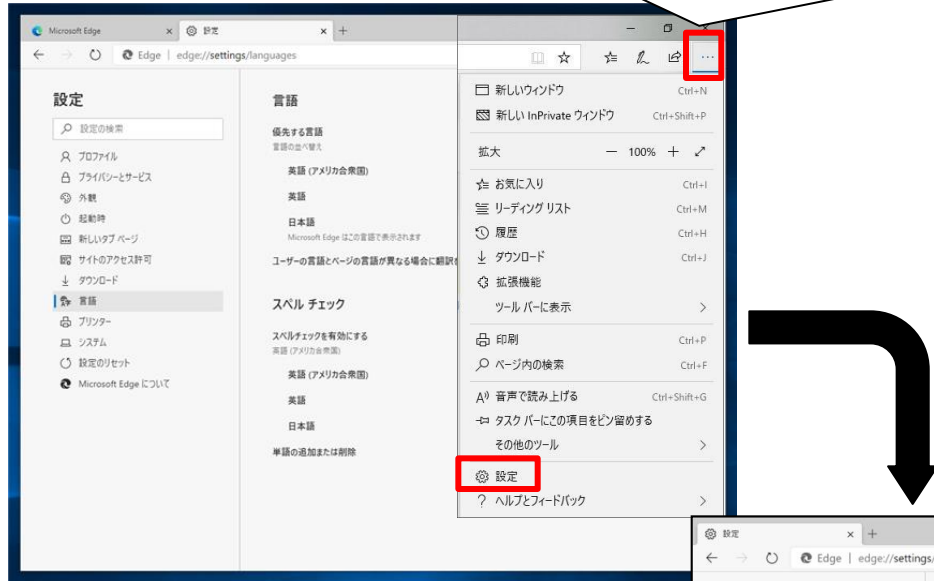 Microsoft Edge
設定
Edge | edge://settings/languages
設定
設定の検索
プロファイル
プライバシーとサービス
外観
起動時
新しいタブ ページ
サイトのアクセス許可
ダウンロード
言語
プリンター
システム
設定のリセット
Microsoft Edge について
言語
優先する言語
言語の並べ替え
英語 (アメリカ合衆国)
英語
日本語
Microsoft Edge はこの言語で表示されます
ユーザーの言語とページの言語が異なる場合に翻訳
スペル チェック
スペルチェックを有効にする
英語 (アメリカ合衆国)
英語 (アメリカ合衆国)
英語
日本語
単語の追加または削除
新しいウィンドウ Ctrl+N
新しい InPrivate ウィンドウ Ctrl+Shift+P
拡大 — 100% +
お気に入り Ctrl+I
リーディング リスト Ctrl+M
履歴 Ctrl+H
ダウンロード Ctrl+J
拡張機能
ツール バーに表示
印刷 Ctrl+P
ページ内の検索 Ctrl+F
音声で読み上げる Ctrl+Shift+G
タスク バーにこの項目をピン留めする
その他のツール
設定
? ヘルプとフィードバック
設定
Edge | edge://settings/